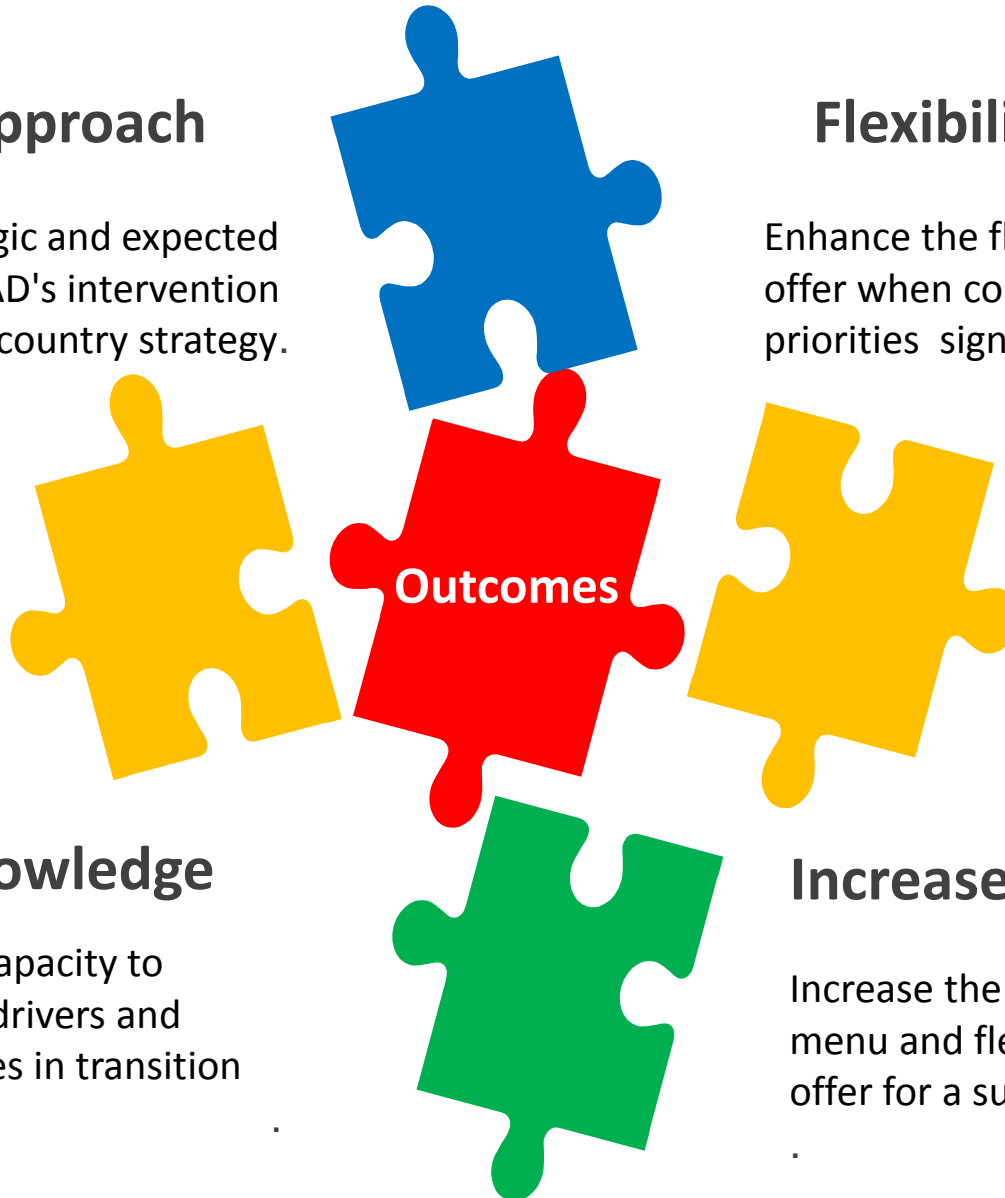 pproach
gic and expected
AD's intervention
country strategy.
Flexibili
Enhance the fl
offer when co
priorities sign
Outcomes
owledge
apacity to
drivers and
es in transition
.
Increase
Increase the
menu and fle
offer for a su
.